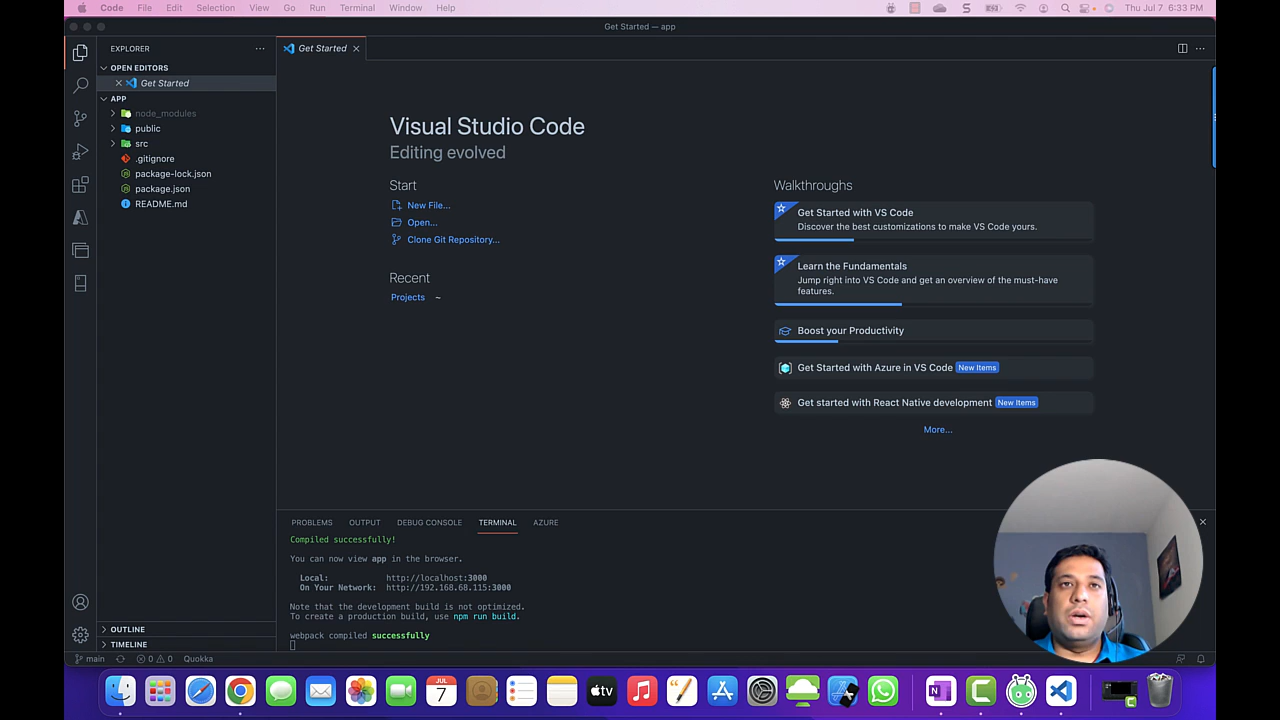 Code File Edit Selection View Go Run Terminal Window Help
Thu Jul 7 6:33 PM
Get Started — app
EXPLORER
OPEN EDITORS
Get Started
APP
node_modules
public
src
.gitignore
package-lock.json
package.json
README.md
OUTLINE
TIMELINE
Get Started
Visual Studio Code
Editing evolved
Start
New File...
Open...
Clone Git Repository...
Recent
Projects ~
Walkthroughs
Get Started with VS Code
Discover the best customizations to make VS Code yours.
Learn the Fundamentals
Jump right into VS Code and get an overview of the must-have
features.
Boost your Productivity
Get Started with Azure in VS Code New Items
Get started with React Native development New Items
More...
PROBLEMS OUTPUT DEBUG CONSOLE TERMINAL AZURE
Compiled successfully!
You can now view app in the browser.
Local: http://localhost:3000
On Your Network: http://192.168.68.115:3000
Note that the development build is not optimized.
To create a production build, use npm run build.
webpack compiled successfully
main 0 0 Quokka
JUL
7
tv
N